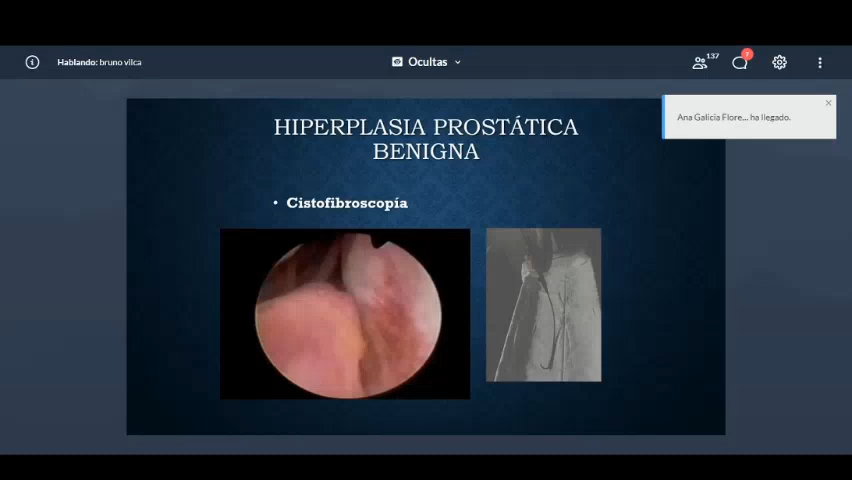 Hablando: bruno vilca
Ocultas
137
7
Ana Galicia Flore... ha llegado.
HIPERPLASIA PROSTÁTICA
BENIGNA
• Cistofibroscopía